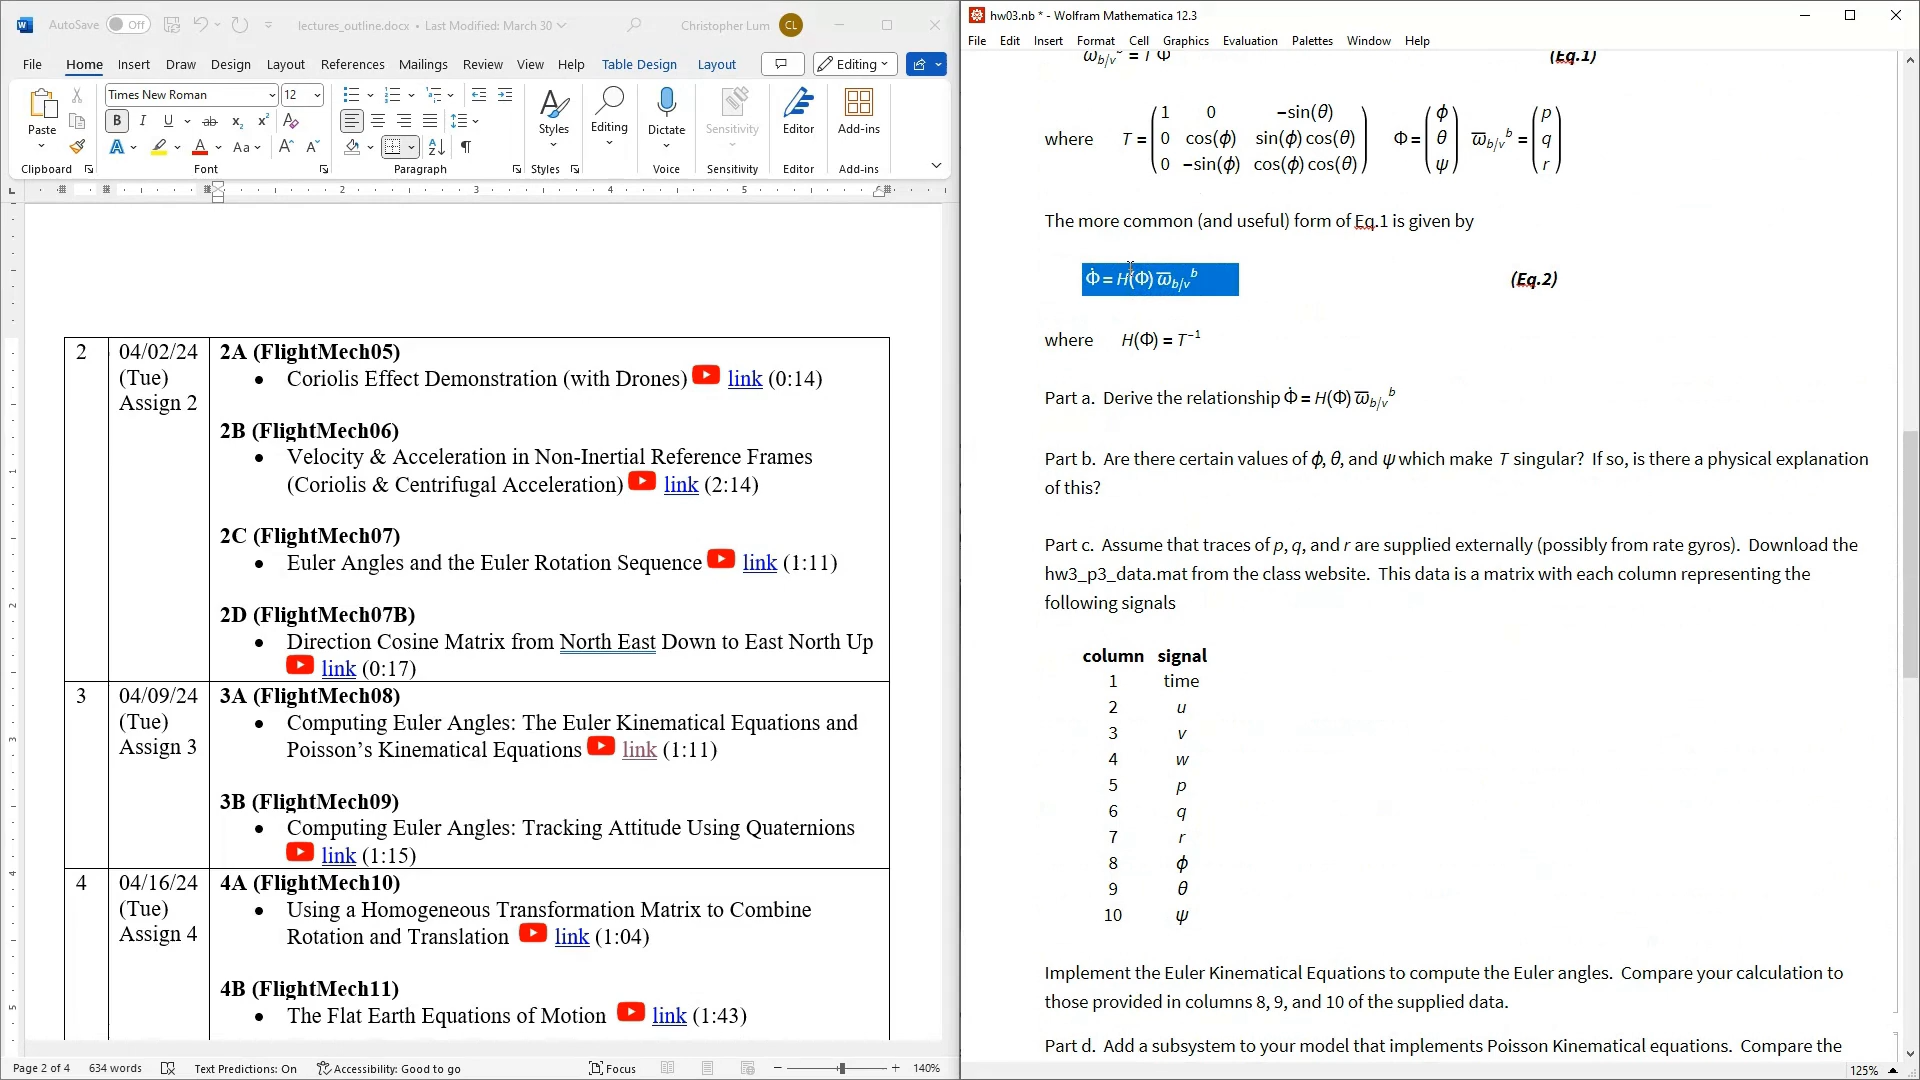 AutoSave Off lectures_outline.docx • Last Modified: March 30 Christopher Lum CL
File Home Insert Draw Design Layout References Mailings Review View Help Table Design Layout Editing
Times New Roman 12
Paste
Styles
Editing
Dictate
Sensitivity
Editor
Add-ins
Clipboard Font Paragraph Styles Voice Sensitivity Editor Add-ins
2
04/02/24
(Tue)
Assign 2
2A (FlightMech05)
• Coriolis Effect Demonstration (with Drones) link (0:14)
2B (FlightMech06)
• Velocity & Acceleration in Non-Inertial Reference Frames
(Coriolis & Centrifugal Acceleration) link (2:14)
2C (FlightMech07)
• Euler Angles and the Euler Rotation Sequence link (1:11)
2D (FlightMech07B)
• Direction Cosine Matrix from North East Down to East North Up
link (0:17)
3
04/09/24
(Tue)
Assign 3
3A (FlightMech08)
• Computing Euler Angles: The Euler Kinematical Equations and
Poisson’s Kinematical Equations link (1:11)
3B (FlightMech09)
• Computing Euler Angles: Tracking Attitude Using Quaternions
link (1:15)
4
04/16/24
(Tue)
Assign 4
4A (FlightMech10)
• Using a Homogeneous Transformation Matrix to Combine
Rotation and Translation link (1:04)
4B (FlightMech11)
• The Flat Earth Equations of Motion link (1:43)
Page 2 of 4 634 words Text Predictions: On Accessibility: Good to go Focus 140%
hw03.nb * - Wolfram Mathematica 12.3
File Edit Insert Format Cell Graphics Evaluation Palettes Window Help
(Eq.1)
where T = (1 0 −sin(θ)
0 cos(ϕ) sin(ϕ) cos(θ)
0 −sin(ϕ) cos(ϕ) cos(θ)) Φ = (ϕ θ ψ) ω̅b/v^b = (p q r)
The more common (and useful) form of Eq.1 is given by
Φ̇ = H(Φ) ω̅b/v^b (Eq.2)
where H(Φ) = T⁻¹
Part a. Derive the relationship Φ̇ = H(Φ) ω̅b/v^b
Part b. Are there certain values of ϕ, θ, and ψ which make T singular? If so, is there a physical explanation
of this?
Part c. Assume that traces of p, q, and r are supplied externally (possibly from rate gyros). Download the
hw3_p3_data.mat from the class website. This data is a matrix with each column representing the
following signals
column signal
1 time
2 u
3 v
4 w
5 p
6 q
7 r
8 ϕ
9 θ
10 ψ
Implement the Euler Kinematical Equations to compute the Euler angles. Compare your calculation to
those provided in columns 8, 9, and 10 of the supplied data.
Part d. Add a subsystem to your model that implements Poisson Kinematical equations. Compare the
125%